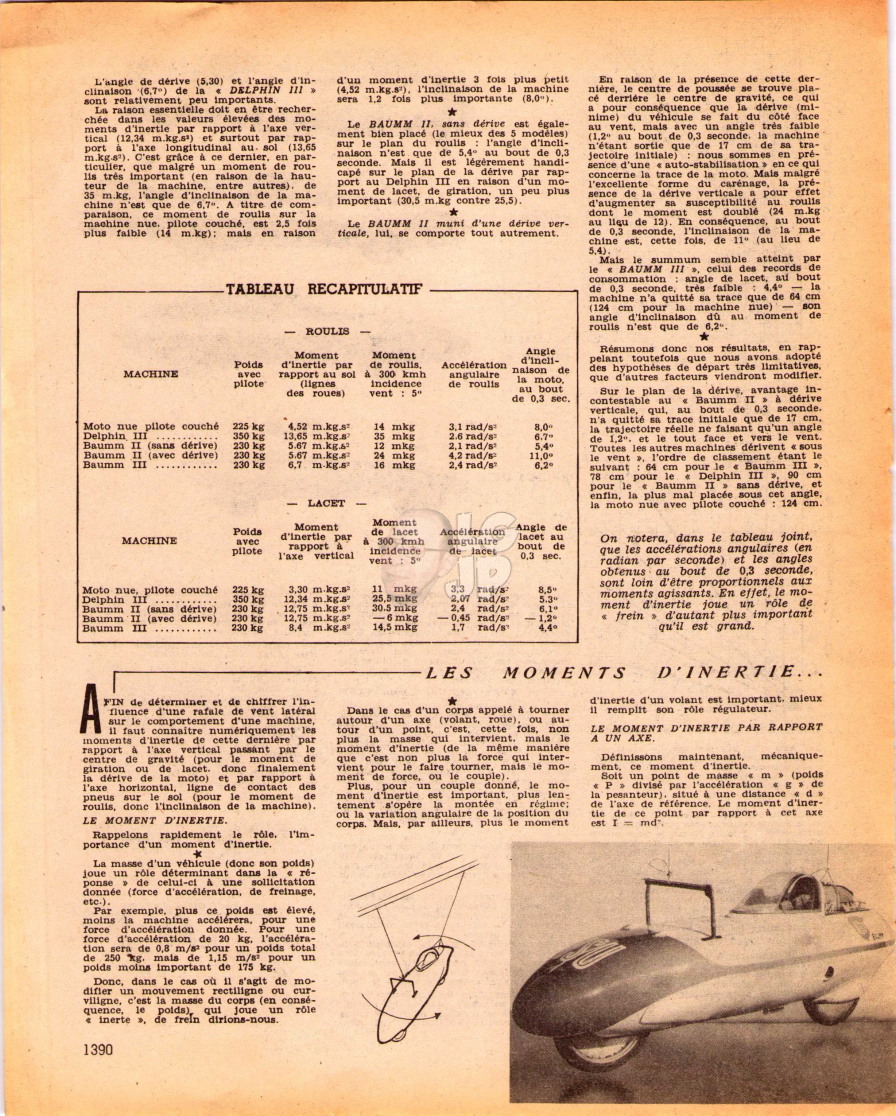 L'angle de dérive (5,30) et l'angle d'in-
clinaison (6,7°) de la « DELPHIN III »
sont relativement peu importants.
La raison essentielle doit en être recher-
chée dans les valeurs élevées des mo-
ments d'inertie par rapport à l'axe ver-
tical (12,34 m.kg.s²) et surtout par rap-
port à l'axe longitudinal au sol (13,65
m.kg.s²). C'est grâce à ce dernier, en par-
ticulier, que malgré un moment de rou-
lis très important (en raison de la hau-
teur de la machine, entre autres), de
35 m.kg, l'angle d'inclinaison de la ma-
chine n'est que de 6,7°. A titre de com-
paraison, ce moment de roulis sur la
machine nue, pilote couché, est 2,5 fois
plus faible (14 m.kg); mais en raison
d'un moment d'inertie 3 fois plus petit
(4,52 m.kg.s²), l'inclinaison de la machine
sera 1,2 fois plus importante (8,0°).
★
Le BAUMM II, sans dérive est égale-
ment bien placé (le mieux des 5 modèles)
sur le plan du roulis : l'angle d'incli-
naison n'est que de 5,4° au bout de 0,3
seconde. Mais il est légèrement handi-
capé sur le plan de la dérive par rap-
port au Delphin III en raison d'un mo-
ment de lacet, de giration, un peu plus
important (30,5 m.kg contre 25,5).
★
Le BAUMM II muni d'une dérive ver-
ticale, lui, se comporte tout autrement.
En raison de la présence de cette der-
nière, le centre de poussée se trouve pla-
cé derrière le centre de gravité, ce qui
a pour conséquence que la dérive (mi-
nime) du véhicule se fait du côté face
au vent, mais avec un angle très faible
(1,2° au bout de 0,3 seconde, la machine
n'étant sortie que de 17 cm de sa tra-
jectoire initiale) : nous sommes en pré-
sence d'une « auto-stabilisation » en ce qui
concerne la trace de la moto. Mais malgré
l'excellente forme du carénage, la pré-
sence de la dérive verticale a pour effet
d'augmenter sa susceptibilité au roulis
dont le moment est doublé (24 m.kg
au liqu de 12). En conséquence, au bout
de 0,3 seconde, l'inclinaison de la ma-
chine est, cette fois, de 11° (au lieu de
5,4).
Mais le summum semble atteint par
le « BAUMM III », celui des records de
consommation : angle de lacet, au bout
de 0,3 seconde, très faible : 4,4° — la
machine n'a quitté sa trace que de 64 cm
(124 cm pour la machine nue) — son
angle d'inclinaison dû au moment de
roulis n'est que de 6,2°.
★
Résumons donc nos résultats, en rap-
pelant toutefois que nous avons adopté
des hypothèses de départ très limitatives,
que d'autres facteurs viendront modifier.
Sur le plan de la dérive, avantage in-
contestable au « Baumm II » à dérive
verticale, qui, au bout de 0,3 seconde,
n'a quitté sa trace initiale que de 17 cm,
la trajectoire réelle ne faisant qu'un angle
de 1,2°, et le tout face et vers le vent.
Toutes les autres machines dérivent « sous
le vent », l'ordre de classement étant le
suivant : 64 cm pour le « Baumm III »,
78 cm pour le « Delphin III », 90 cm
pour le « Baumm II » sans dérive, et
enfin, la plus mal placée sous cet angle,
la moto nue avec pilote couché : 124 cm.
On notera, dans le tableau joint,
que les accélérations angulaires (en
radian par seconde) et les angles
obtenus au bout de 0,3 seconde,
sont loin d'être proportionnels aux
moments agissants. En effet, le mo-
ment d'inertie joue un rôle de
« frein » d'autant plus important
qu'il est grand.
TABLEAU RECAPITULATIF
— ROULIS —
MACHINE Poids avec pilote Moment d'inertie par rapport au sol (lignes des roues) Moment de roulis, à 300 kmh incidence vent : 5° Accélération angulaire de roulis Angle d'incli-naison de la moto, au bout de 0,3 sec.
Moto nue pilote couché 225 kg 4,52 m.kg.s² 14 mkg 3,1 rad/s² 8,0°
Delphin III ............ 350 kg 13,65 m.kg.s² 35 mkg 2.6 rad/s² 6.7°
Baumm II (sans dérive) 230 kg 5.67 m.kg.s² 12 mkg 2,1 rad/s² 5,4°
Baumm II (avec dérive) 230 kg 5.67 m.kg.s² 24 mkg 4,2 rad/s² 11,0°
Baumm III ............ 230 kg 6,7 m.kg.s² 16 mkg 2,4 rad/s² 6,2°
— LACET —
MACHINE Poids avec pilote Moment d'inertie par rapport à l'axe vertical Moment de lacet à 300 kmh incidence vent : 5° Accélération angulaire de lacet Angle de lacet au bout de 0,3 sec.
Moto nue, pilote couché 225 kg 3,30 m.kg.s² 11 mkg 3,3 rad/s² 8,5°
Delphin III ............ 350 kg 12,34 m.kg.s² 25,5 mkg 2,07 rad/s² 5.3°
Baumm II (sans dérive) 230 kg 12,75 m.kg.s² 30.5 mkg 2,4 rad/s² 6,1°
Baumm II (avec dérive) 230 kg 12,75 m.kg.s² — 6 mkg — 0,45 rad/s² — 1,2°
Baumm III ............ 230 kg 8,4 m.kg.s² 14,5 mkg 1,7 rad/s² 4,4°
LES MOMENTS D'INERTIE...
AFIN de déterminer et de chiffrer l'in-
fluence d'une rafale de vent latéral
sur le comportement d'une machine,
il faut connaître numériquement les
moments d'inertie de cette dernière par
rapport à l'axe vertical passant par le
centre de gravité (pour le moment de
giration ou de lacet, donc finalement
la dérive de la moto) et par rapport à
l'axe horizontal, ligne de contact des
pneus sur le sol (pour le moment de
roulis, donc l'inclinaison de la machine).
LE MOMENT D'INERTIE.
Rappelons rapidement le rôle, l'im-
portance d'un moment d'inertie.
★
La masse d'un véhicule (donc son poids)
joue un rôle déterminant dans la « ré-
ponse » de celui-ci à une sollicitation
donnée (force d'accélération, de freinage,
etc.).
Par exemple, plus ce poids est élevé,
moins la machine accélérera, pour une
force d'accélération donnée. Pour une
force d'accélération de 20 kg, l'accéléra-
tion sera de 0,8 m/s² pour un poids total
de 250 kg, mais de 1,15 m/s² pour un
poids moins important de 175 kg.
Donc, dans le cas où il s'agit de mo-
difier un mouvement rectiligne ou cur-
viligne, c'est la masse du corps (en consé-
quence, le poids), qui joue un rôle
« inerte », de frein dirions-nous.
★
Dans le cas d'un corps appelé à tourner
autour d'un axe (volant, roue), ou au-
tour d'un point, c'est, cette fois, non
plus la masse qui intervient, mais le
moment d'inertie (de la même manière
que c'est non plus la force qui inter-
vient pour le faire tourner, mais le mo-
ment de force, ou le couple).
Plus, pour un couple donné, le mo-
ment d'inertie est important, plus len-
tement s'opère la montée en régime;
ou la variation angulaire de la position du
corps. Mais, par ailleurs, plus le moment
d'inertie d'un volant est important, mieux
il remplit son rôle régulateur.
LE MOMENT D'INERTIE PAR RAPPORT
A UN AXE.
Définissons maintenant, mécanique-
ment, ce moment d'inertie.
Soit un point de masse « m » (poids
« P » divisé par l'accélération « g » de
la pesanteur), situé à une distance « d »
de l'axe de référence. Le moment d'iner-
tie de ce point par rapport à cet axe
est I = md².
1390